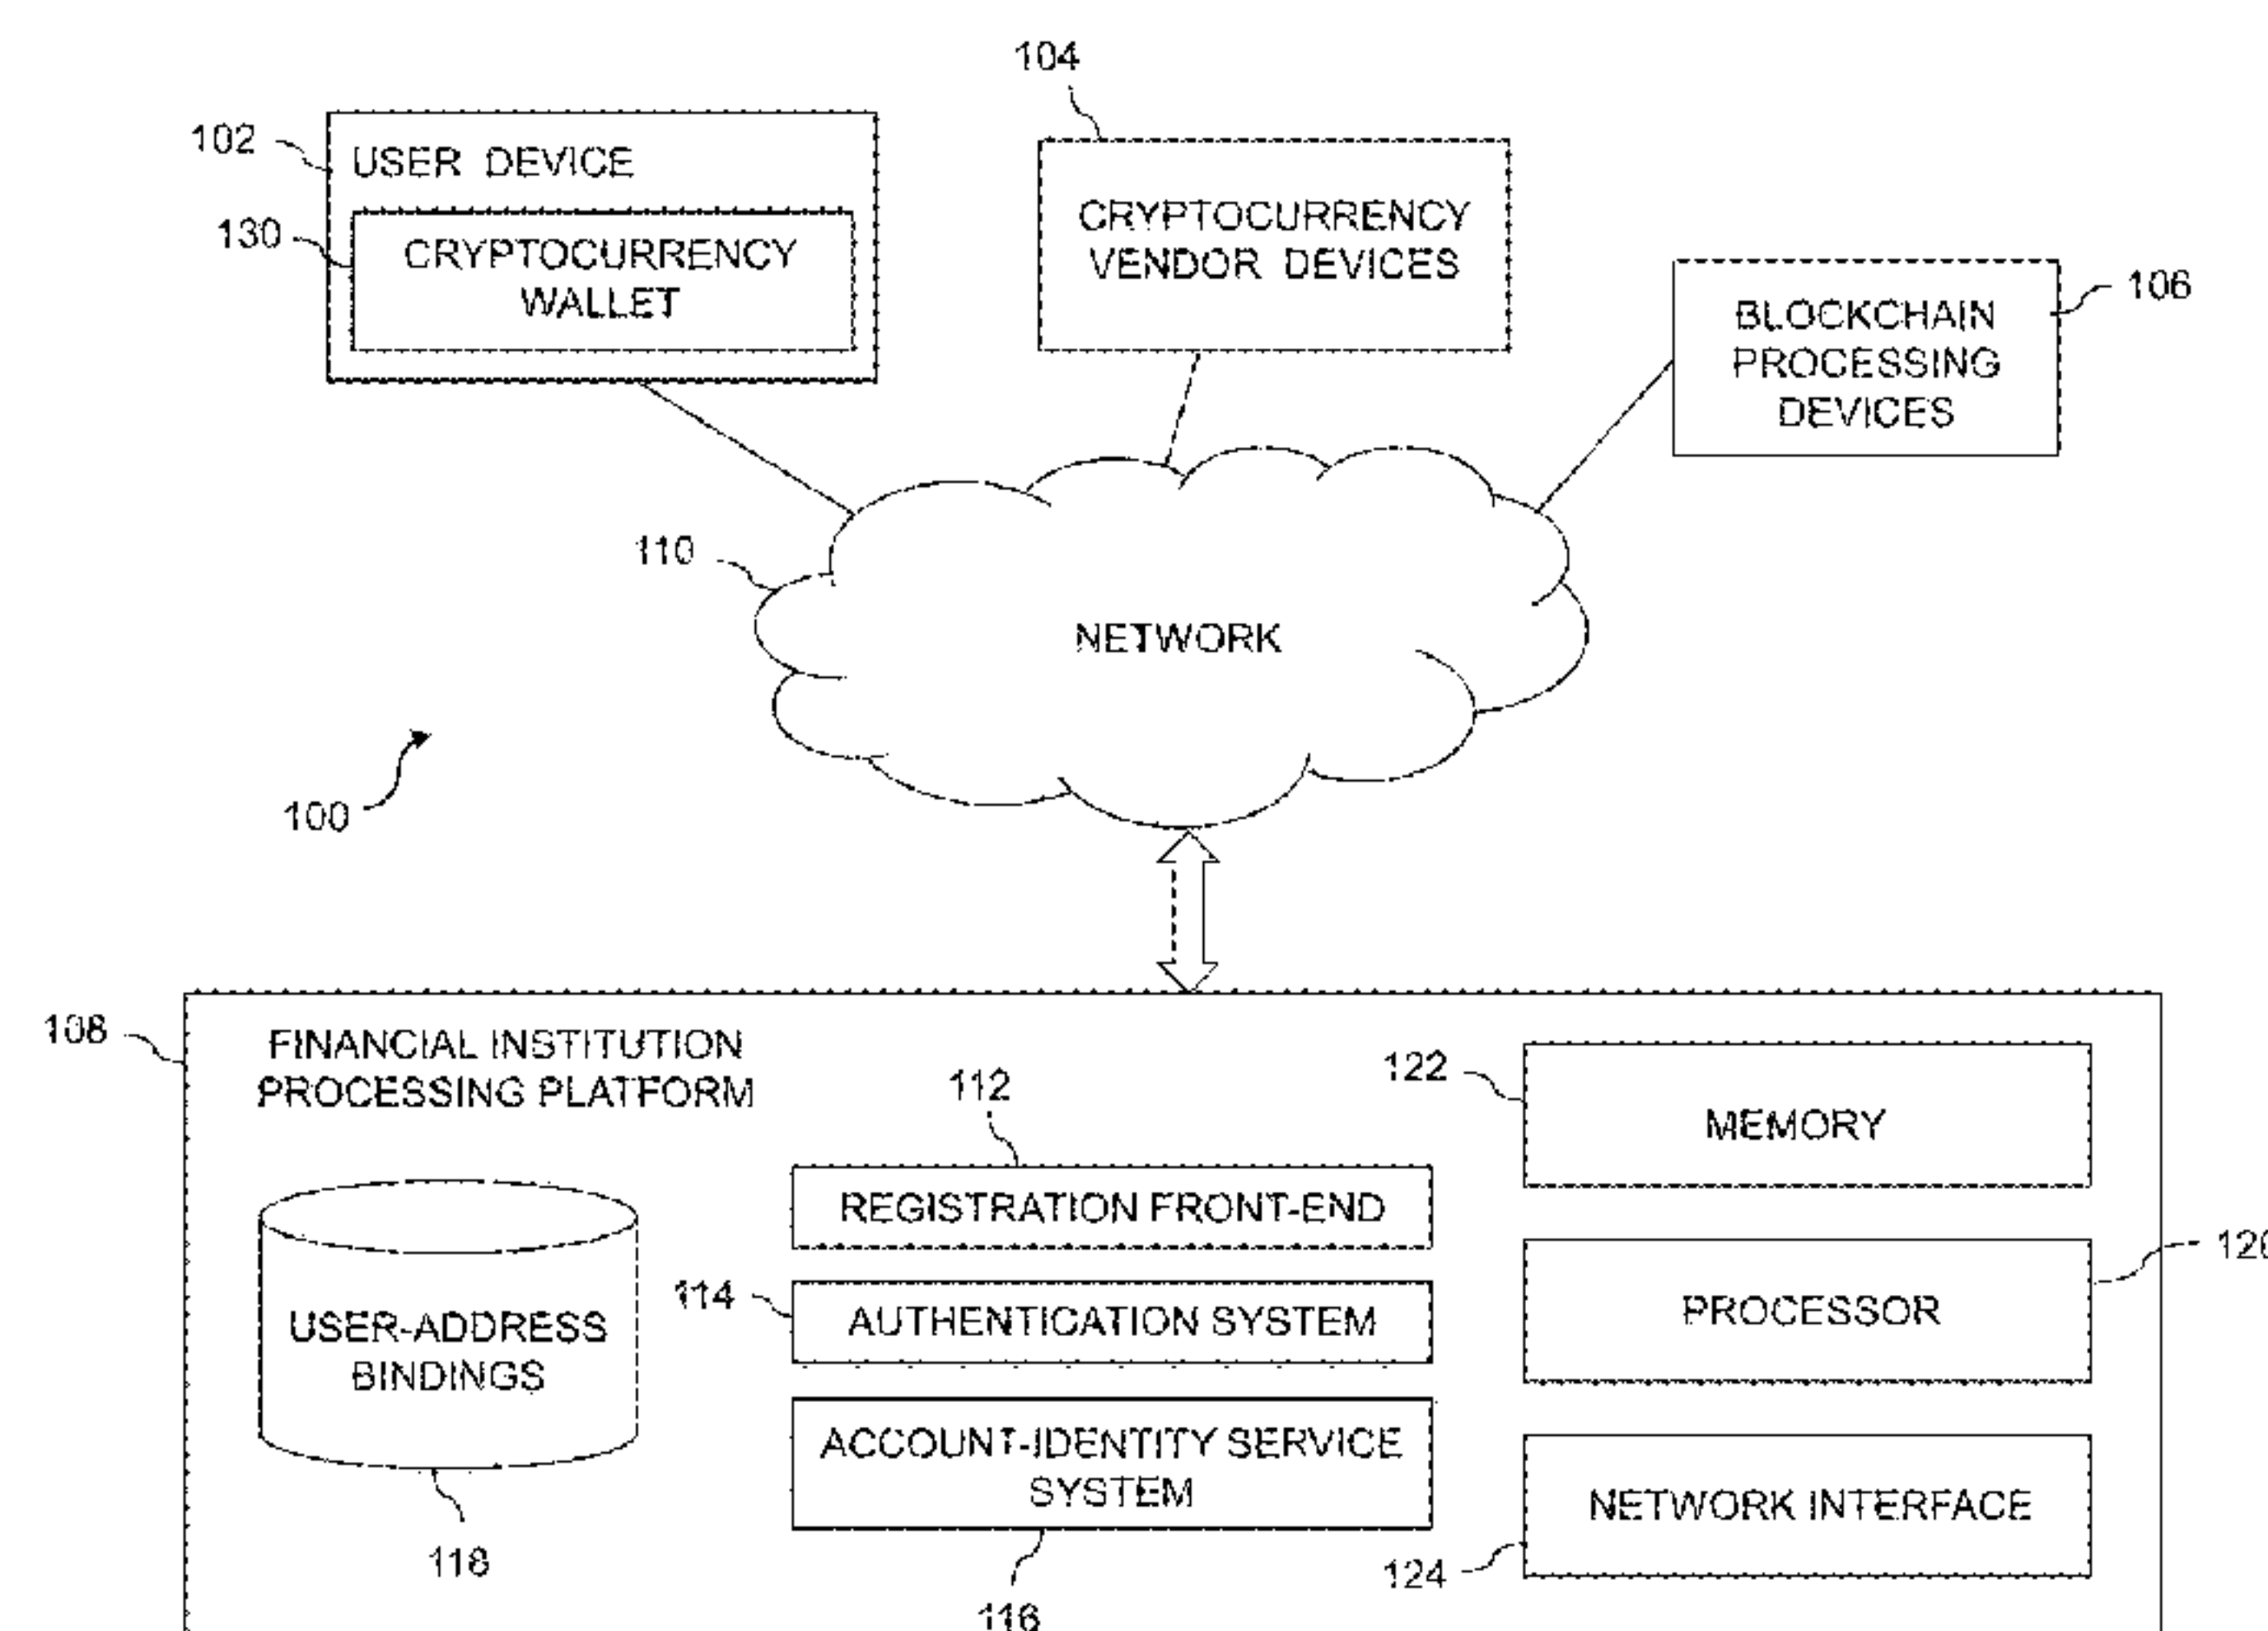 104
102
USER DEVICE
130
CRYPTOCURRENCY
WALLET
CRYPTOCURRENCY
VENDOR DEVICES
106
BLOCKCHAIN
PROCESSING
DEVICES
110
NETWORK
100
108
FINANCIAL INSTITUTION
PROCESSING PLATFORM
112
122
MEMORY
REGISTRATION FRONT-END
120
114
AUTHENTICATION SYSTEM
PROCESSOR
USER-ADDRESS
BINDINGS
ACCOUNT-IDENTITY SERVICE
SYSTEM
NETWORK INTERFACE
118
124
116